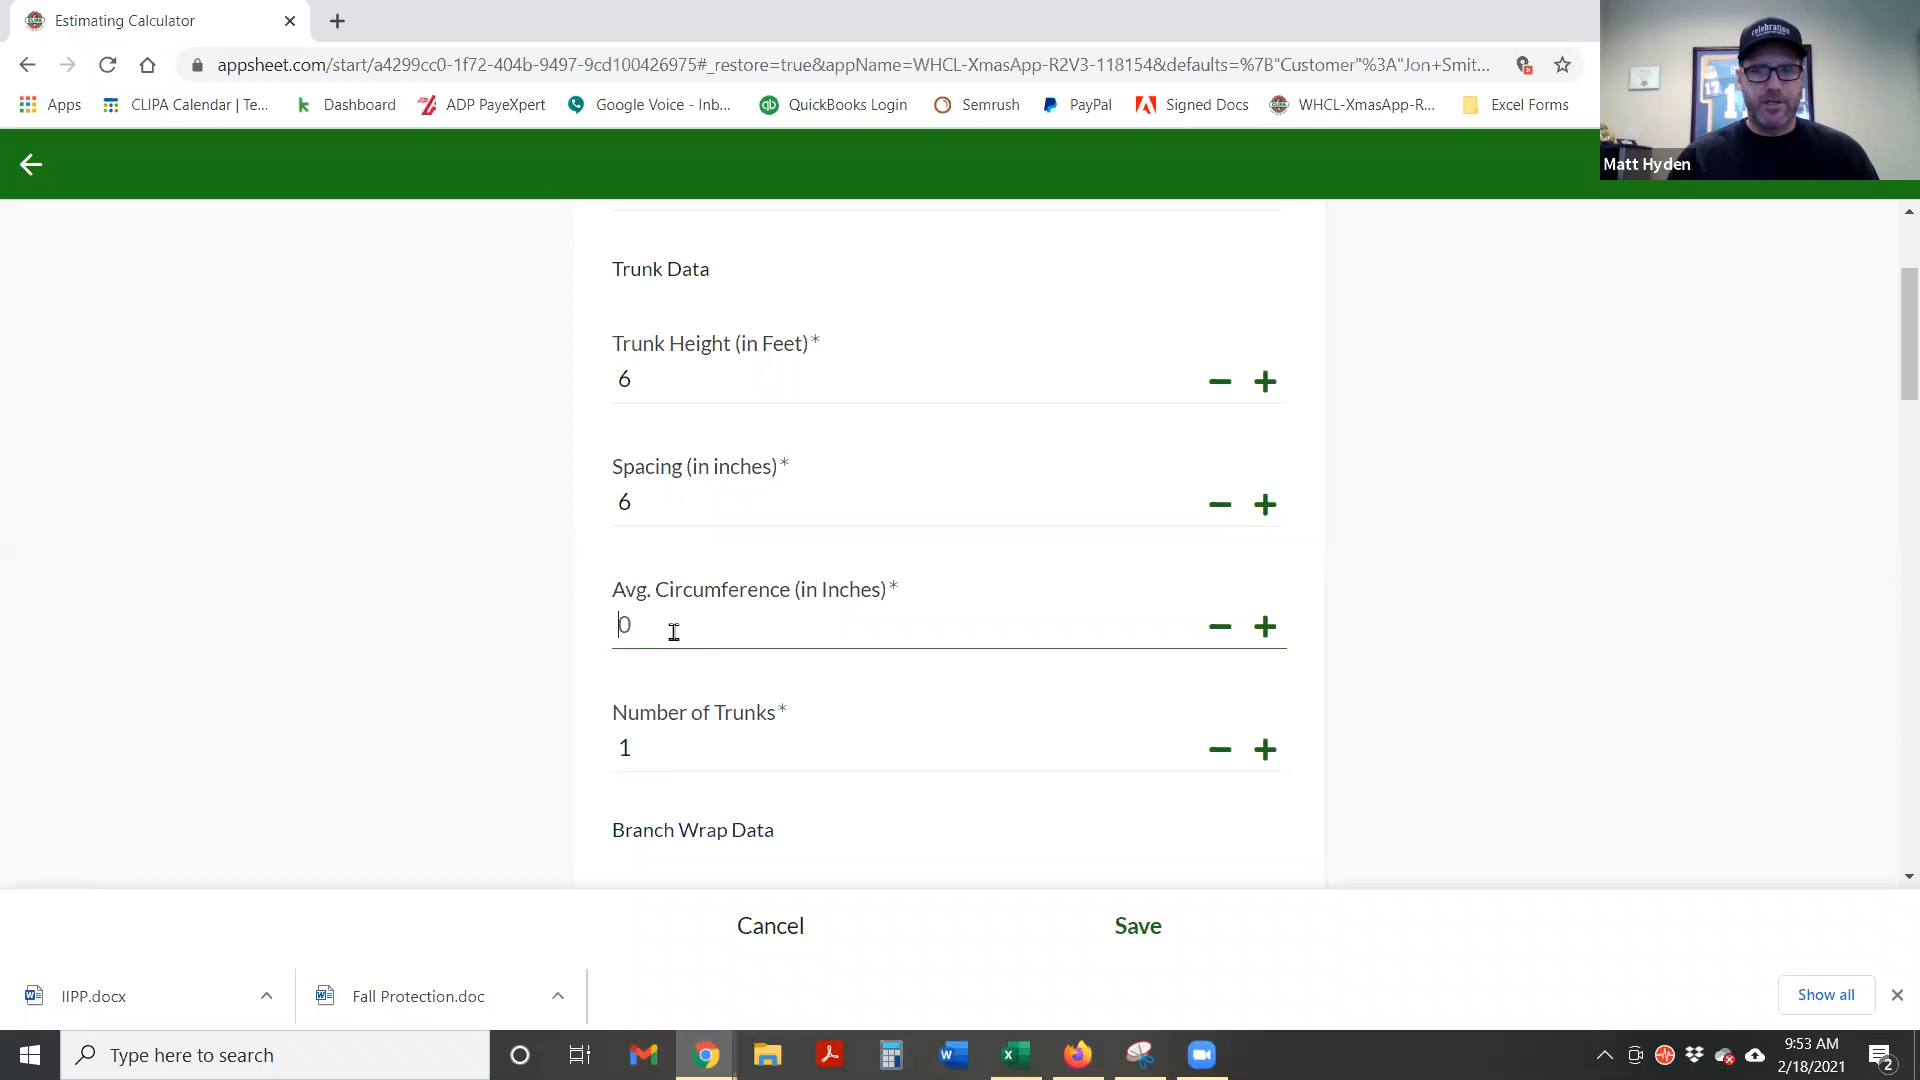 Estimating Calculator
appsheet.com/start/a4299cc0-1f72-404b-9497-9cd100426975#_restore=true&appName=WHCL-XmasApp-R2V3-118154&defaults=%7B"Customer"%3A"Jon+Smit...
Apps CLIPA Calendar | Te... Dashboard ADP PayeXpert Google Voice - Inb... QuickBooks Login Semrush PayPal Signed Docs WHCL-XmasApp-R... Excel Forms
celebration
Matt Hyden
Trunk Data
Trunk Height (in Feet)*
6
Spacing (in inches)*
6
Avg. Circumference (in Inches)*
0
Number of Trunks*
1
Branch Wrap Data
Cancel Save
IIPP.docx Fall Protection.doc Show all
Type here to search
9:53 AM
2/18/2021
2